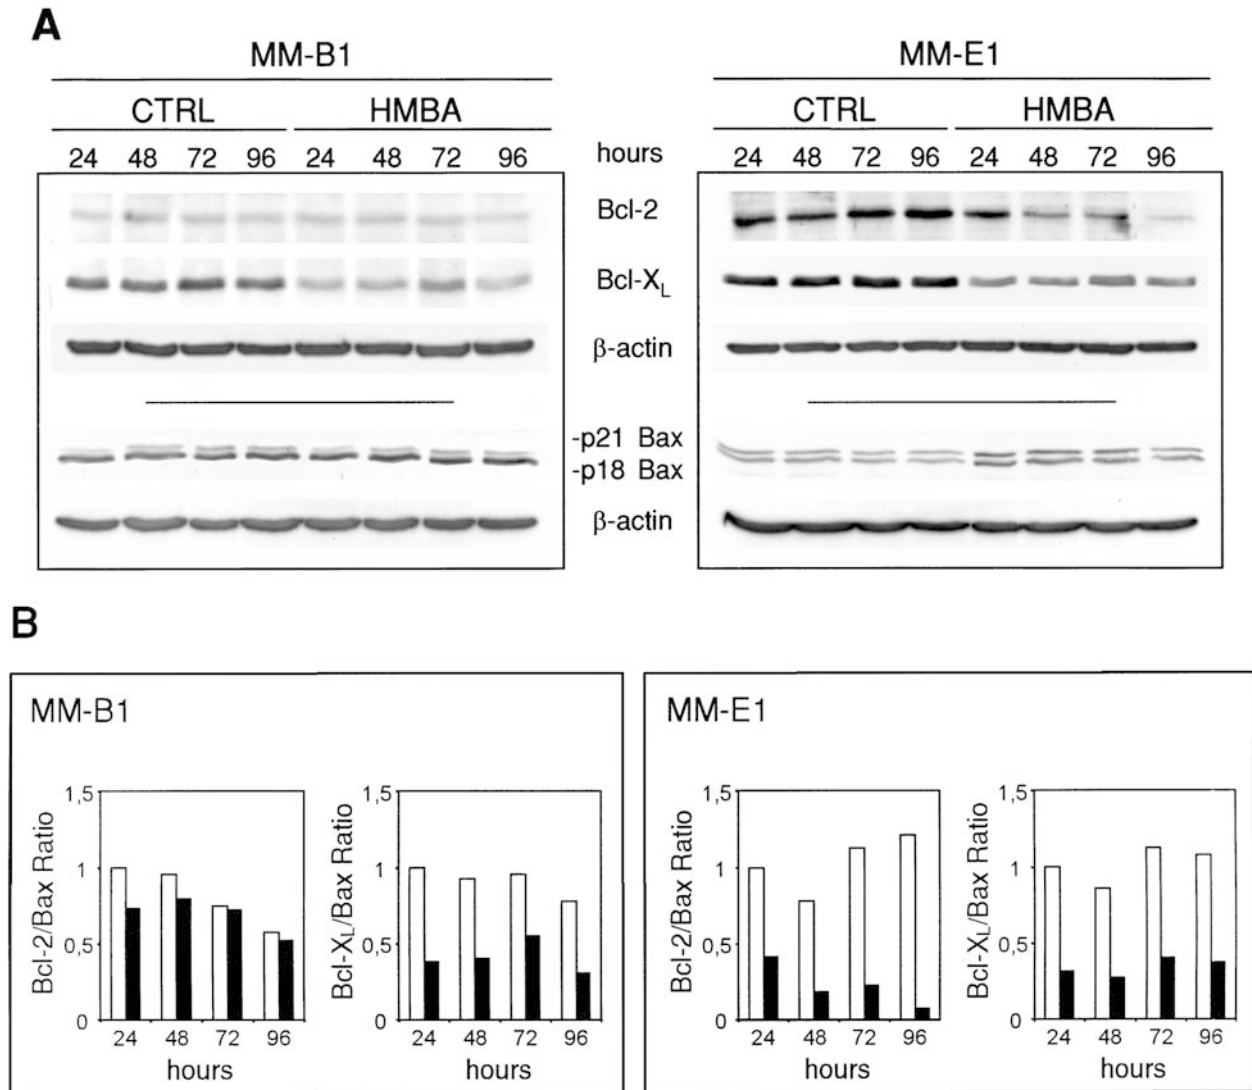 A
MM-B1
MM-E1
CTRL HMBA
CTRL HMBA
24 48 72 96 24 48 72 96
hours
24 48 72 96 24 48 72 96
Bcl-2
Bcl-XL
β-actin
-p21 Bax
-p18 Bax
β-actin
B
MM-B1
Bcl-2/Bax Ratio
1,5
1
0,5
0
24 48 72 96
hours
Bcl-XL/Bax Ratio
1,5
1
0,5
0
24 48 72 96
hours
MM-E1
Bcl-2/Bax Ratio
1,5
1
0,5
0
24 48 72 96
hours
Bcl-XL/Bax Ratio
1,5
1
0,5
0
24 48 72 96
hours